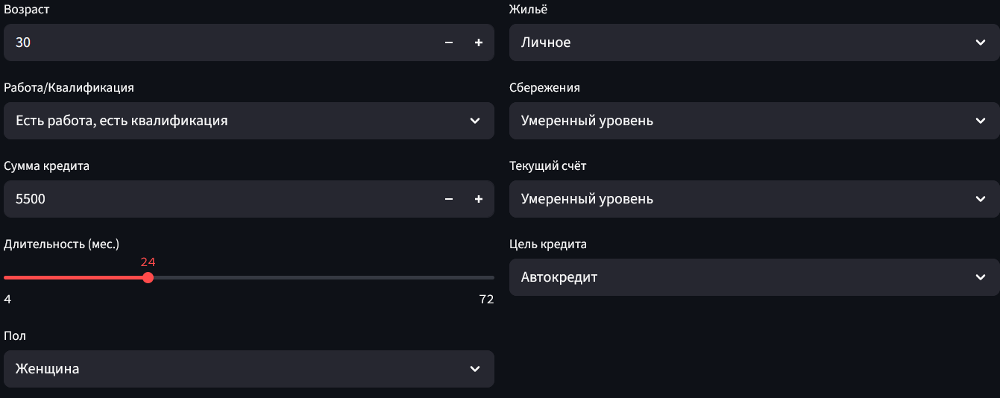 Возраст
30
Работа/Квалификация
Есть работа, есть квалификация
Сумма кредита
5500
Длительность (мес.)
24
4
72
Пол
Женщина
Жильё
Личное
Сбережения
Умеренный уровень
Текущий счёт
Умеренный уровень
Цель кредита
Автокредит